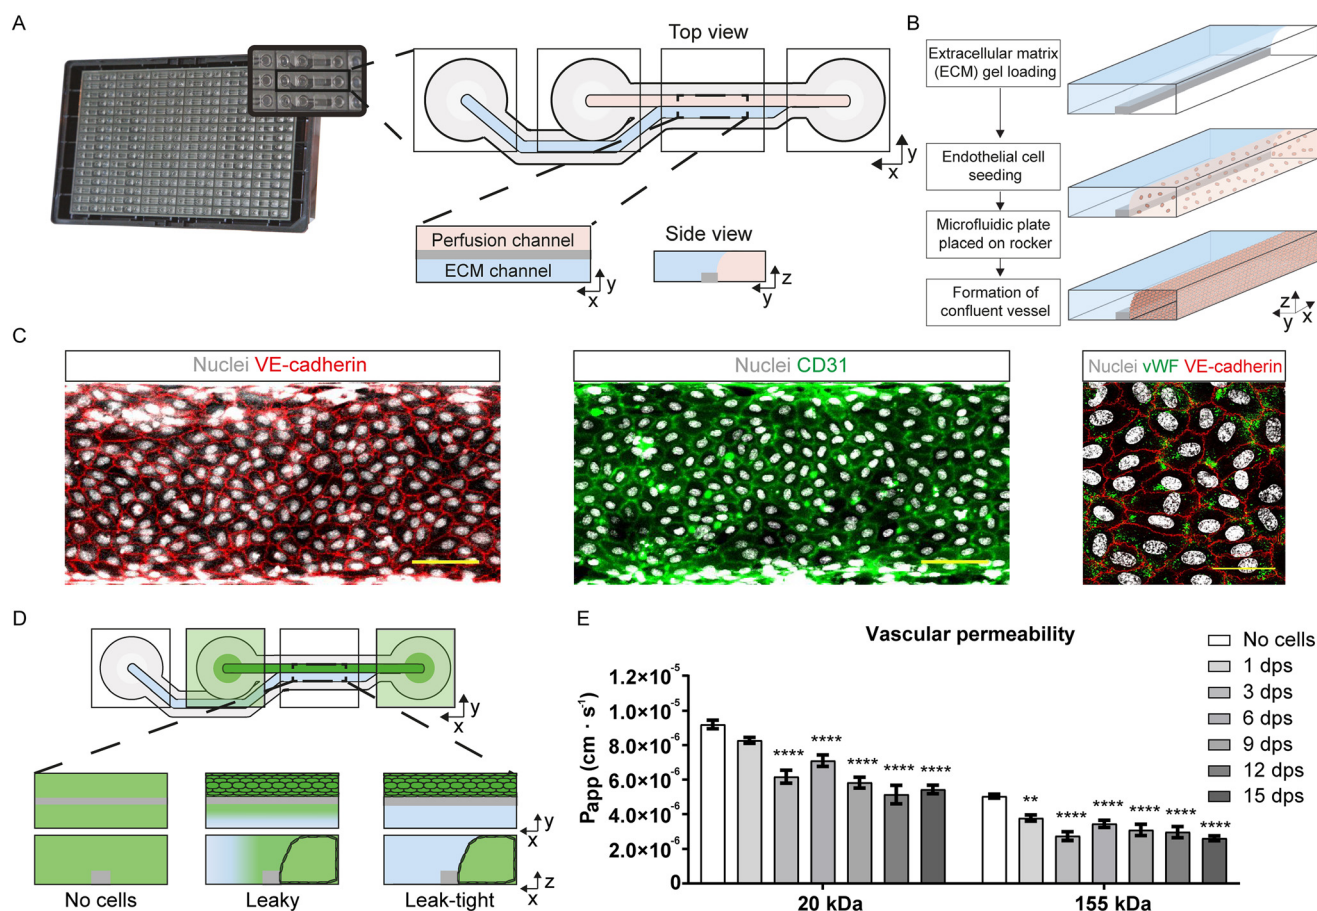 A
Top view
y
x
Perfusion channel
ECM channel
y
x
Side view
z
y
B
Extracellular matrix
(ECM) gel loading
Endothelial cell
seeding
Microfluidic plate
placed on rocker
Formation of
confluent vessel
z
y
x
C
Nuclei VE-cadherin
Nuclei CD31
Nuclei vWF VE-cadherin
D
y
x
y
x
z
x
No cells
Leaky
Leak-tight
E
Vascular permeability
Papp (cm · s⁻¹)
1.2×10⁻⁵
1.0×10⁻⁵
8.0×10⁻⁶
6.0×10⁻⁶
4.0×10⁻⁶
2.0×10⁻⁶
****
****
****
****
****
**
****
****
****
****
****
20 kDa
155 kDa
No cells
1 dps
3 dps
6 dps
9 dps
12 dps
15 dps